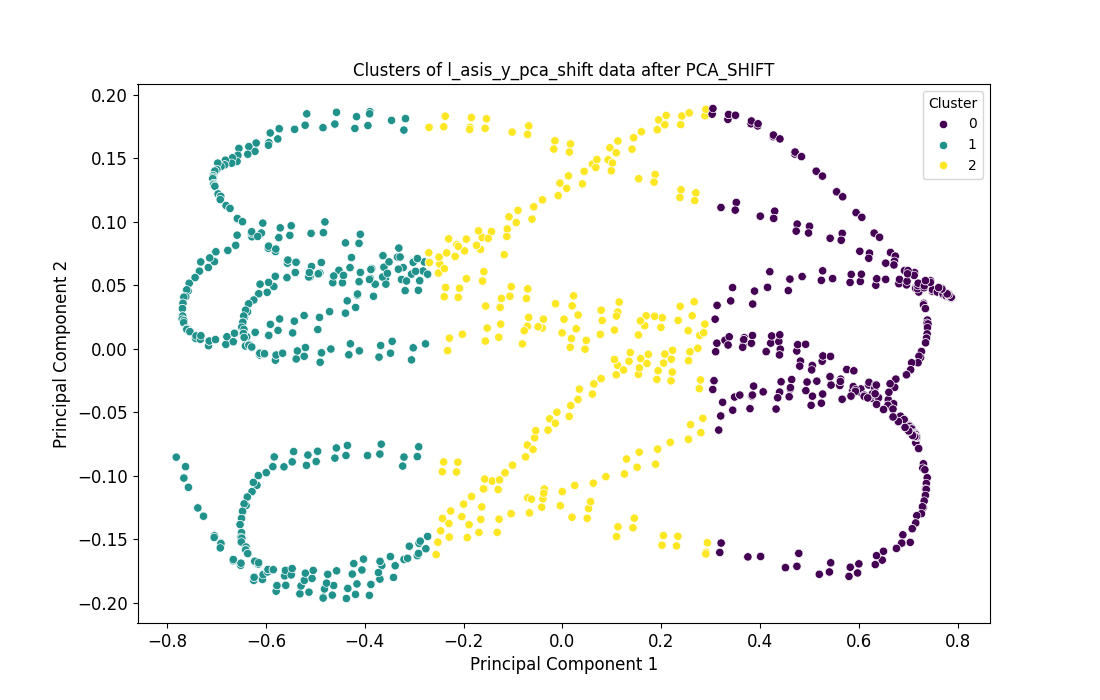 Clusters of l_asis_y_pca_shift data after PCA_SHIFT
Cluster
0
1
2
0.20
0.15
0.10
0.05
0.00
−0.05
−0.10
−0.15
−0.20
Principal Component 2
−0.8 −0.6 −0.4 −0.2 0.0 0.2 0.4 0.6 0.8
Principal Component 1